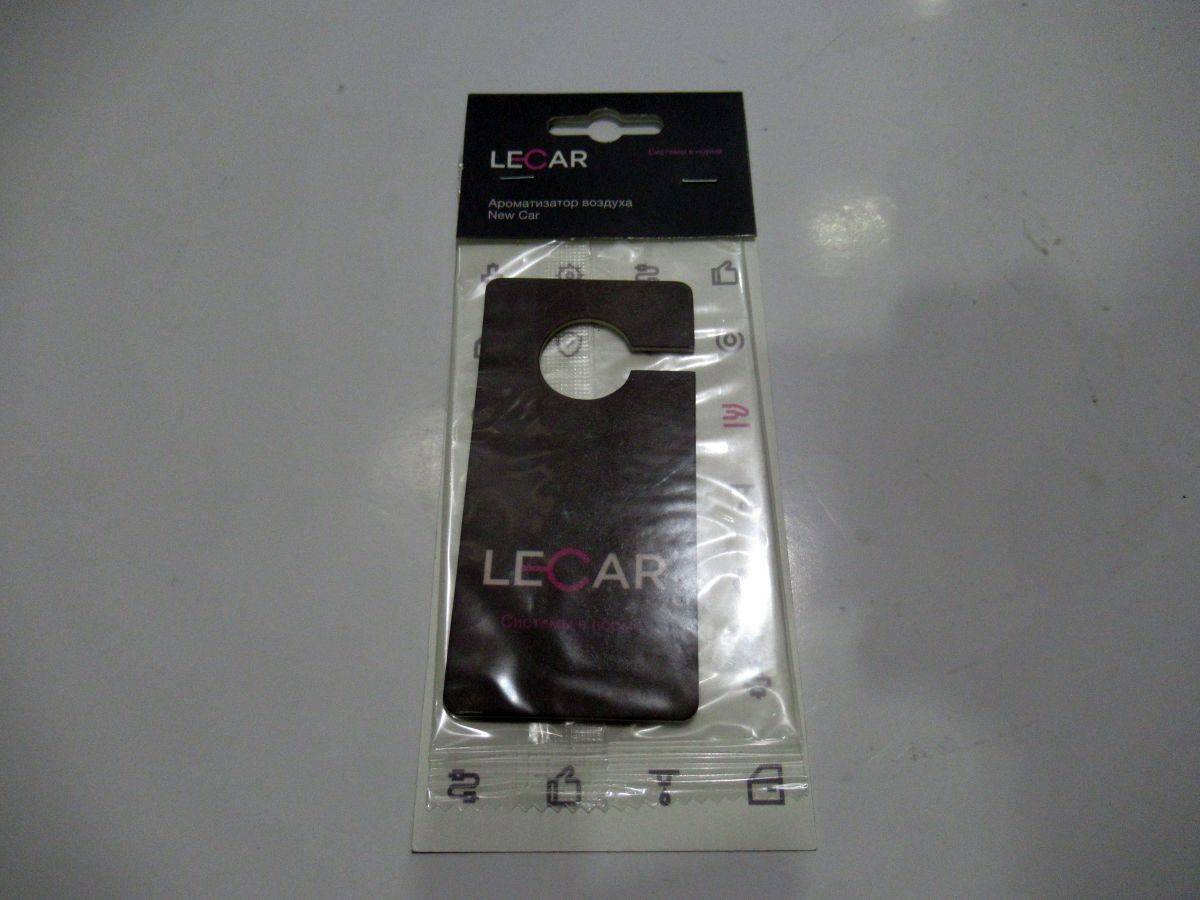 LECAR
Системы в норме
Ароматизатор воздуха
New Car
LECAR
Системы в норме